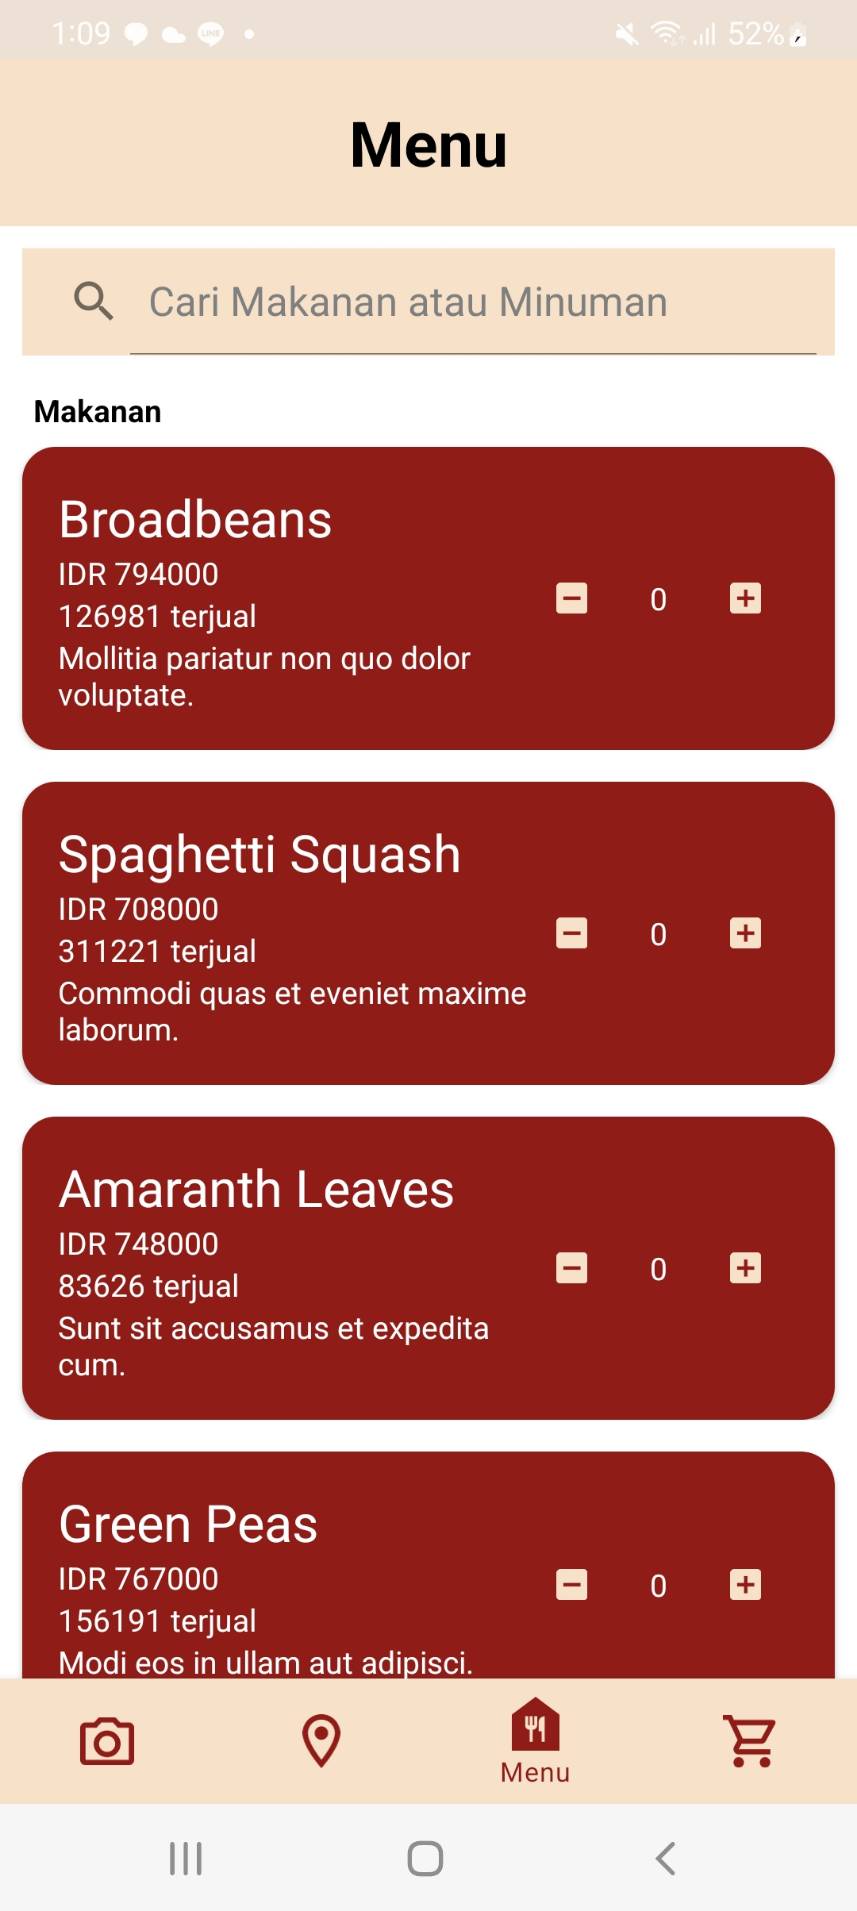 1:09
LINE
52%
Menu
Cari Makanan atau Minuman
Makanan
Broadbeans
IDR 794000
126981 terjual
Mollitia pariatur non quo dolor
voluptate.
0
Spaghetti Squash
IDR 708000
311221 terjual
Commodi quas et eveniet maxime
laborum.
0
Amaranth Leaves
IDR 748000
83626 terjual
Sunt sit accusamus et expedita
cum.
0
Green Peas
IDR 767000
156191 terjual
Modi eos in ullam aut adipisci.
0
Menu